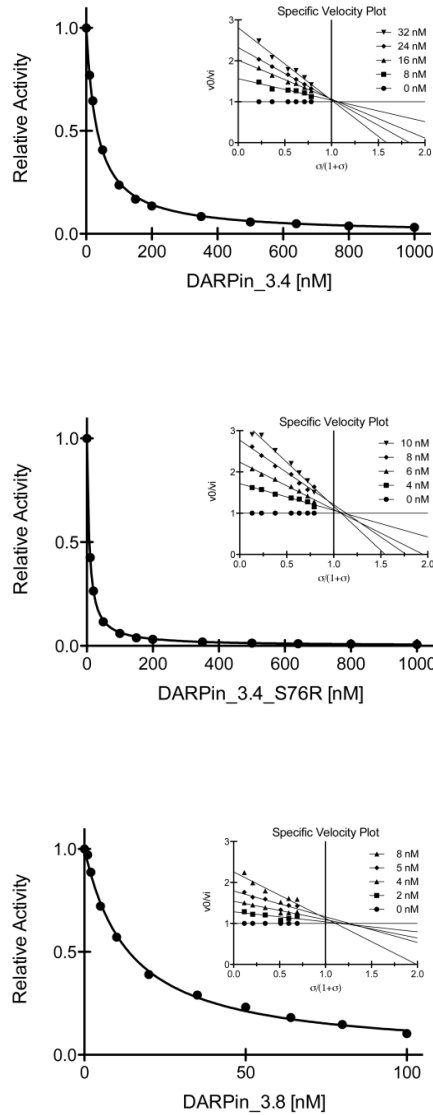 Specific Velocity Plot
v0/vi
3
2
1
0
0.0 0.5 1.0 1.5 2.0
σ/(1+σ)
32 nM
24 nM
16 nM
8 nM
0 nM
Relative Activity
1.0
0.5
0.0
0 200 400 600 800 1000
DARPin_3.4 [nM]
Specific Velocity Plot
v0/vi
3
2
1
0
0.0 0.5 1.0 1.5 2.0
σ/(1+σ)
10 nM
8 nM
6 nM
4 nM
0 nM
Relative Activity
1.0
0.5
0.0
0 200 400 600 800 1000
DARPin_3.4_S76R [nM]
Specific Velocity Plot
v0/vi
3
2
1
0
0.0 0.5 1.0 1.5 2.0
σ/(1+σ)
8 nM
5 nM
4 nM
2 nM
0 nM
Relative Activity
1.0
0.5
0.0
0 50 100
DARPin_3.8 [nM]